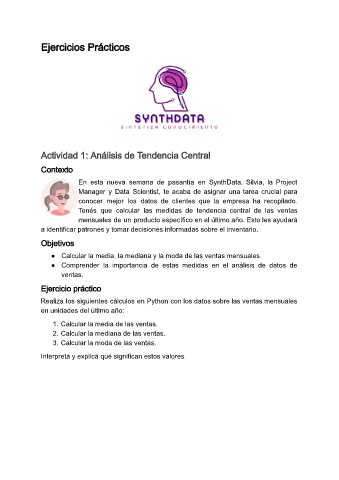 Ejercicios Prácticos
SYNTHDATA
SINTETIZA CONOCIMIENTO
Actividad 1: Análisis de Tendencia Central
Contexto
En esta nueva semana de pasantía en SynthData. Silvia, la Project
Manager y Data Scientist, te acaba de asignar una tarea crucial para
conocer mejor los datos de clientes que la empresa ha recopilado.
Tenés que calcular las medidas de tendencia central de las ventas
mensuales de un producto específico en el último año. Esto les ayudará
a identificar patrones y tomar decisiones informadas sobre el inventario.
Objetivos
● Calcular la media, la mediana y la moda de las ventas mensuales.
● Comprender la importancia de estas medidas en el análisis de datos de
ventas.
Ejercicio práctico
Realiza los siguientes cálculos en Python con los datos sobre las ventas mensuales
en unidades del último año:
1. Calcular la media de las ventas.
2. Calcular la mediana de las ventas.
3. Calcular la moda de las ventas.
Interpretá y explicá qué significan estos valores.